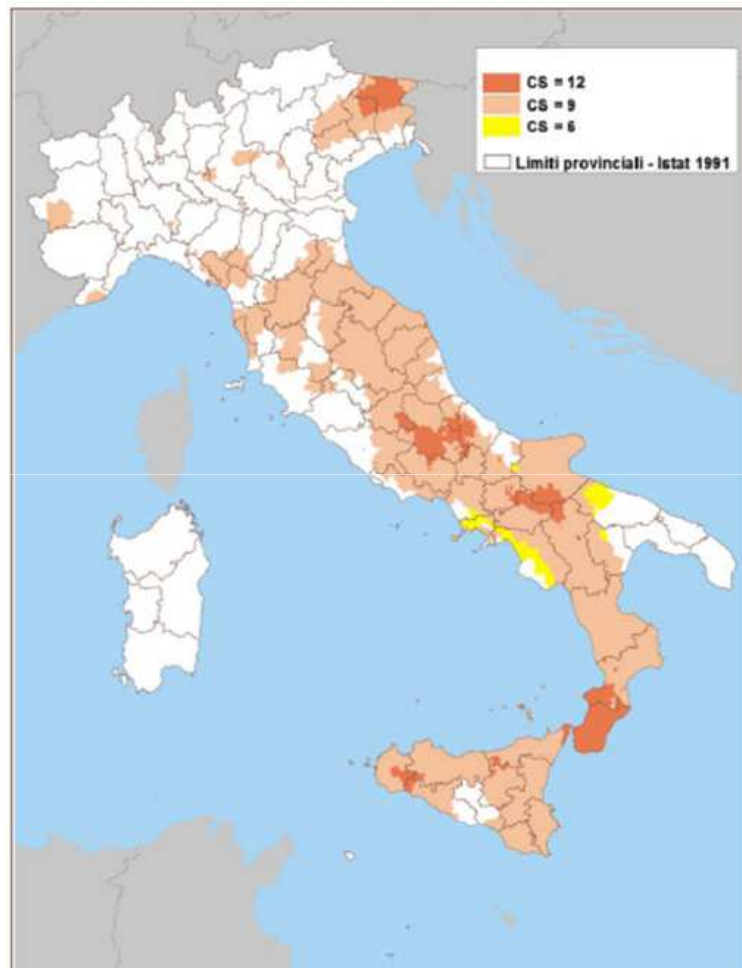 CS = 12
CS = 9
CS = 6
Limiti provinciali - Istat 1991